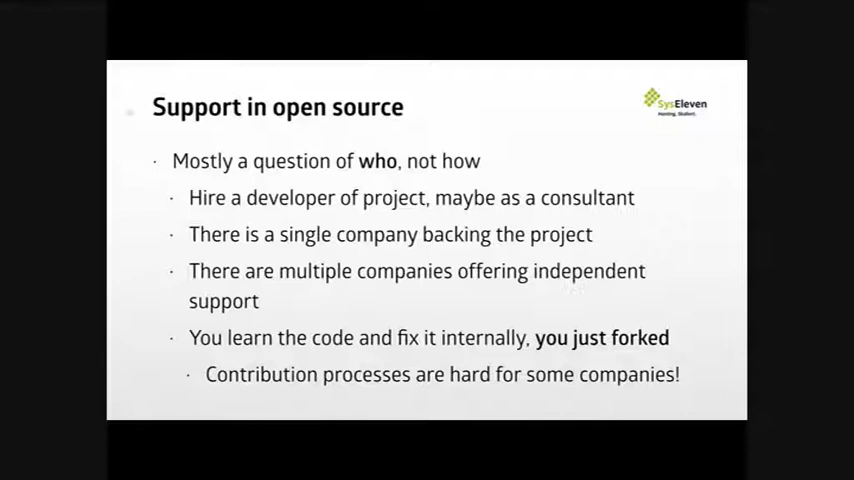 Support in open source
SysEleven
Hosting. Skaliert.
· Mostly a question of who, not how
· Hire a developer of project, maybe as a consultant
· There is a single company backing the project
· There are multiple companies offering independent
support
· You learn the code and fix it internally, you just forked
· Contribution processes are hard for some companies!